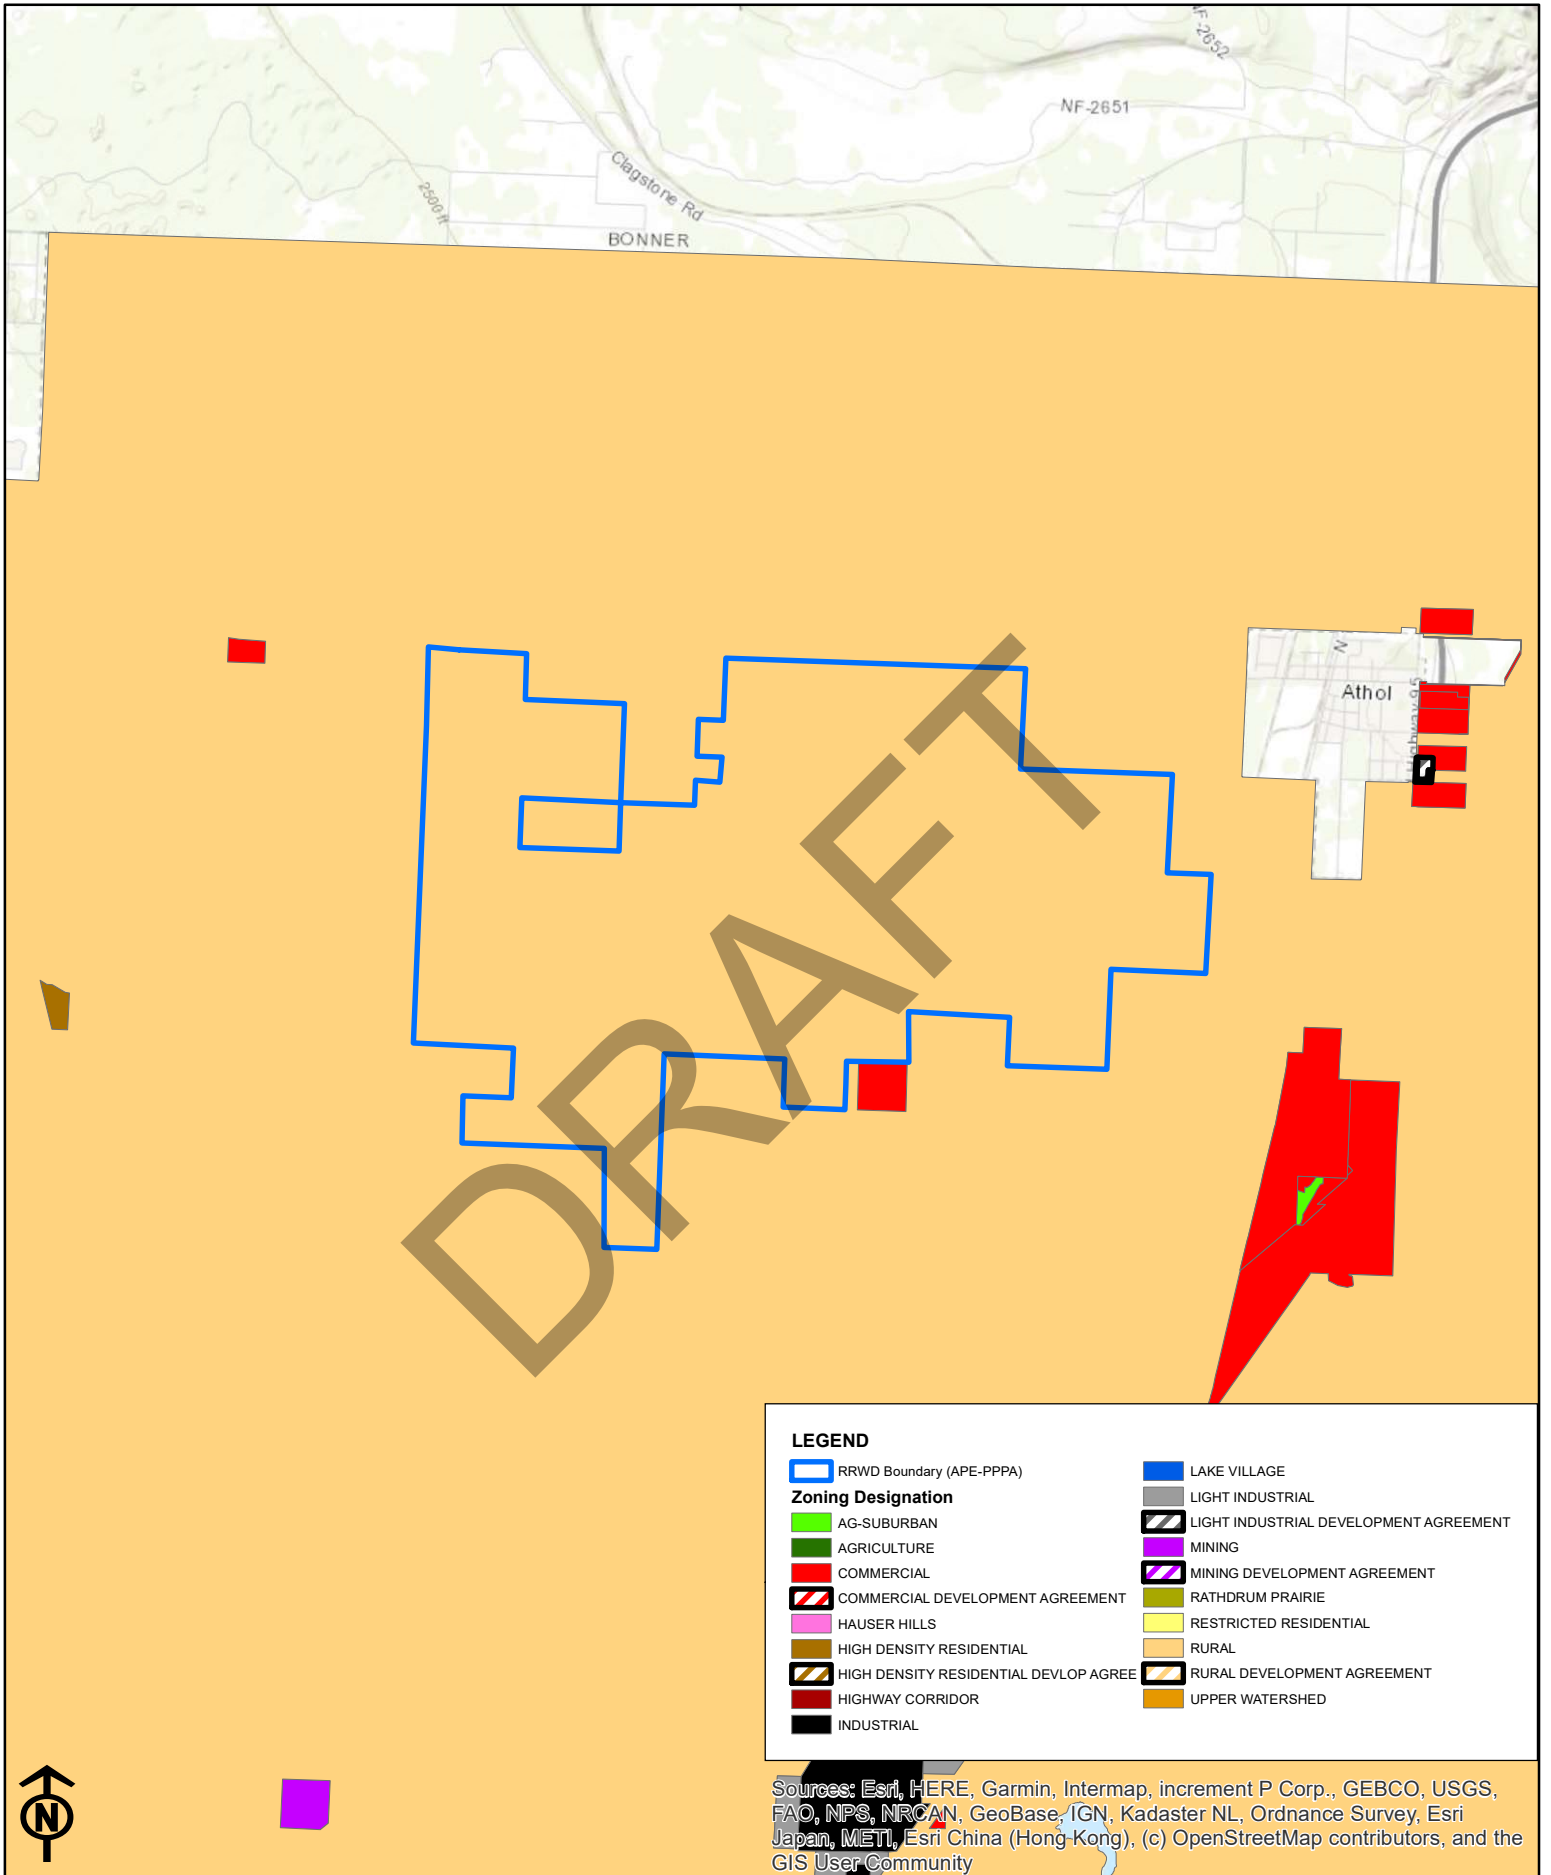 NF-2652
NF-2651
Clagstone Rd
2500 ft
BONNER
N
Athol
DRAFT
LEGEND
RRWD Boundary (APE-PPPA)
Zoning Designation
AG-SUBURBAN
AGRICULTURE
COMMERCIAL
COMMERCIAL DEVELOPMENT AGREEMENT
HAUSER HILLS
HIGH DENSITY RESIDENTIAL
HIGH DENSITY RESIDENTIAL DEVLOP AGREE
HIGHWAY CORRIDOR
INDUSTRIAL
LAKE VILLAGE
LIGHT INDUSTRIAL
LIGHT INDUSTRIAL DEVELOPMENT AGREEMENT
MINING
MINING DEVELOPMENT AGREEMENT
RATHDRUM PRAIRIE
RESTRICTED RESIDENTIAL
RURAL
RURAL DEVELOPMENT AGREEMENT
UPPER WATERSHED
N
Sources: Esri, HERE, Garmin, Intermap, increment P Corp., GEBCO, USGS,
FAO, NPS, NRCAN, GeoBase, IGN, Kadaster NL, Ordnance Survey, Esri
Japan, METI, Esri China (Hong Kong), (c) OpenStreetMap contributors, and the
GIS User Community